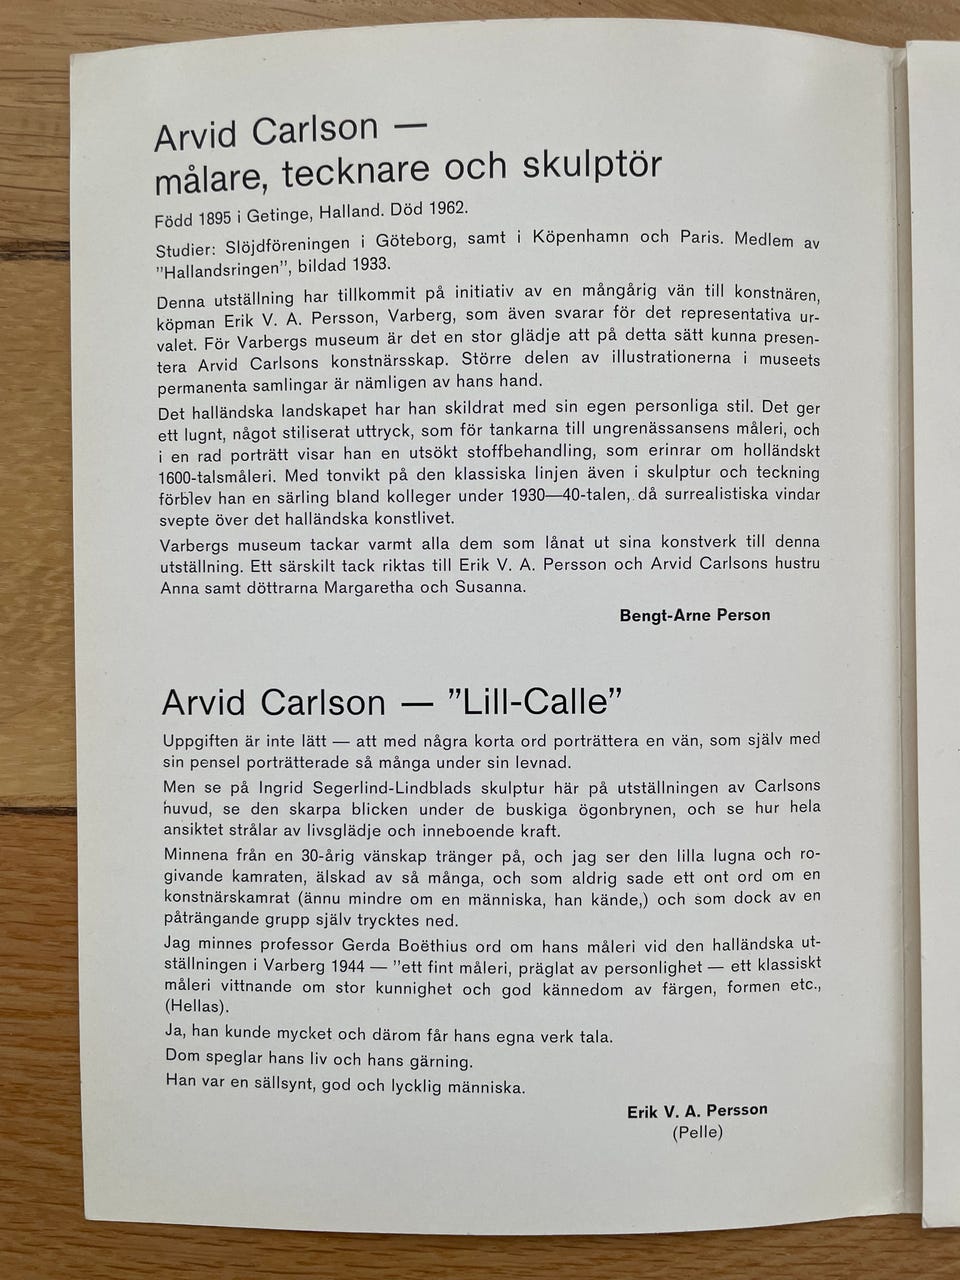 Arvid Carlson —
målare, tecknare och skulptör
Född 1895 i Getinge, Halland. Död 1962.
Studier: Slöjdföreningen i Göteborg, samt i Köpenhamn och Paris. Medlem av
”Hallandsringen”, bildad 1933.
Denna utställning har tillkommit på initiativ av en mångårig vän till konstnären,
köpman Erik V. A. Persson, Varberg, som även svarar för det representativa ur-
valet. För Varbergs museum är det en stor glädje att på detta sätt kunna presen-
tera Arvid Carlsons konstnärsskap. Större delen av illustrationerna i museets
permanenta samlingar är nämligen av hans hand.
Det halländska landskapet har han skildrat med sin egen personliga stil. Det ger
ett lugnt, något stiliserat uttryck, som för tankarna till ungrenässansens måleri, och
i en rad porträtt visar han en utsökt stoffbehandling, som erinrar om holländskt
1600-talsmåleri. Med tonvikt på den klassiska linjen även i skulptur och teckning
förblev han en särling bland kolleger under 1930—40-talen, då surrealistiska vindar
svepte över det halländska konstlivet.
Varbergs museum tackar varmt alla dem som lånat ut sina konstverk till denna
utställning. Ett särskilt tack riktas till Erik V. A. Persson och Arvid Carlsons hustru
Anna samt döttrarna Margaretha och Susanna.
Bengt-Arne Person
Arvid Carlson — ”Lill-Calle”
Uppgiften är inte lätt — att med några korta ord porträttera en vän, som själv med
sin pensel porträtterade så många under sin levnad.
Men se på Ingrid Segerlind-Lindblads skulptur här på utställningen av Carlsons
huvud, se den skarpa blicken under de buskiga ögonbrynen, och se hur hela
ansiktet strålar av livsglädje och inneboende kraft.
Minnena från en 30-årig vänskap tränger på, och jag ser den lilla lugna och ro-
givande kamraten, älskad av så många, och som aldrig sade ett ont ord om en
konstnärskamrat (ännu mindre om en människa, han kände,) och som dock av en
påträngande grupp själv trycktes ned.
Jag minnes professor Gerda Boëthius ord om hans måleri vid den halländska ut-
ställningen i Varberg 1944 — ”ett fint måleri, präglat av personlighet — ett klassiskt
måleri vittnande om stor kunnighet och god kännedom av färgen, formen etc.,
(Hellas).
Ja, han kunde mycket och därom får hans egna verk tala.
Dom speglar hans liv och hans gärning.
Han var en sällsynt, god och lycklig människa.
Erik V. A. Persson
(Pelle)